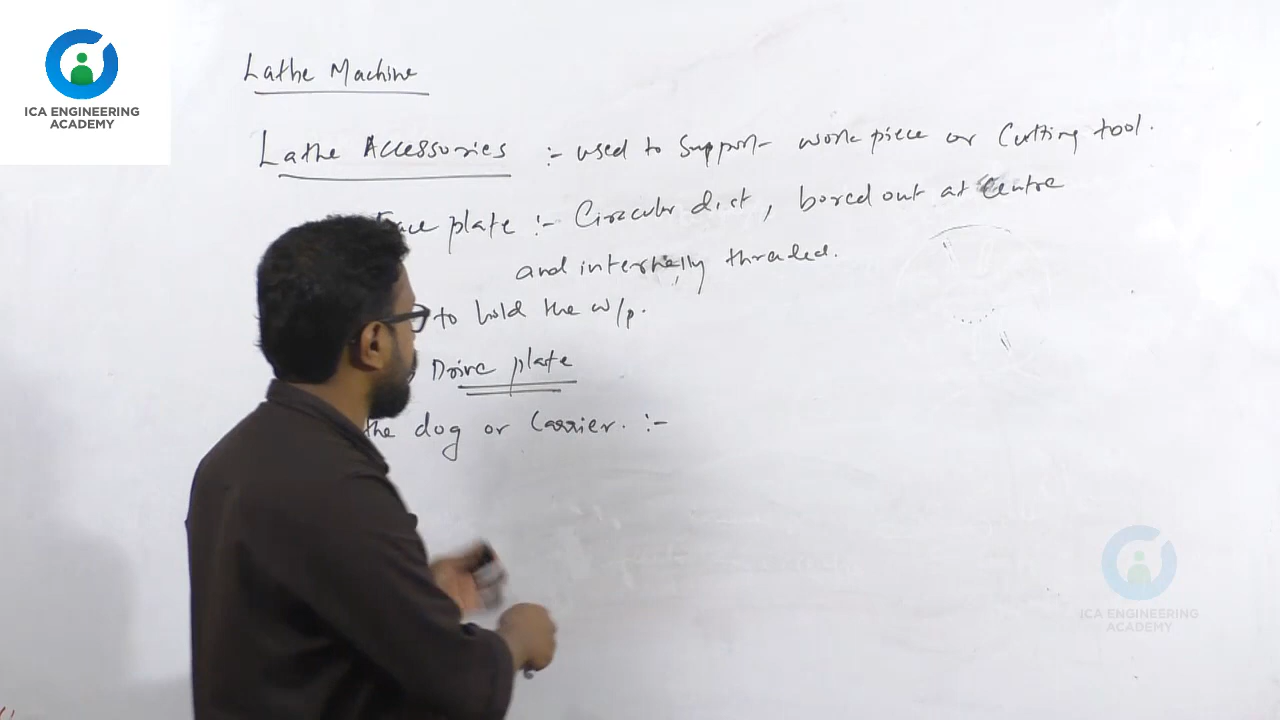 ICA ENGINEERING
ACADEMY
Lathe Machine
Lathe Accessories :- used to support work piece or Cutting tool.
Face plate :- Circular disc, bored out at Centre
and internally threaded.
to hold the w/p.
Drive plate
the dog or Carrier. :-
ICA ENGINEERING
ACADEMY